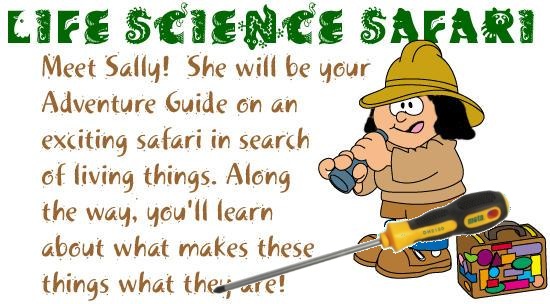 LIFE SCIENCE SAFARI
Meet Sally! She will be your
Adventure Guide on an
exciting safari in search
of living things. Along
the way, you'll learn
about what makes these
things what they are!